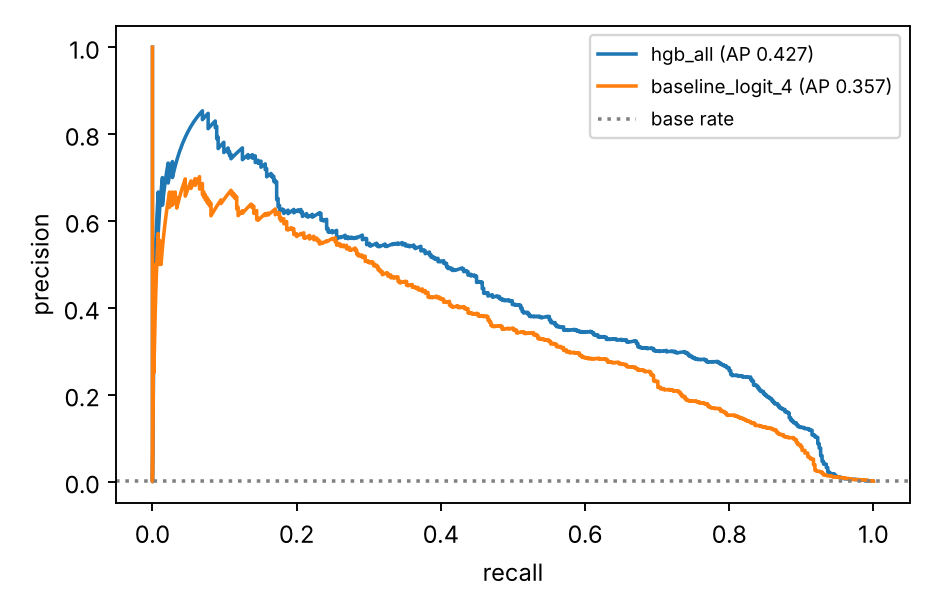 hgb_all (AP 0.427)
baseline_logit_4 (AP 0.357)
base rate
precision
1.0
0.8
0.6
0.4
0.2
0.0
0.0 0.2 0.4 0.6 0.8 1.0
recall